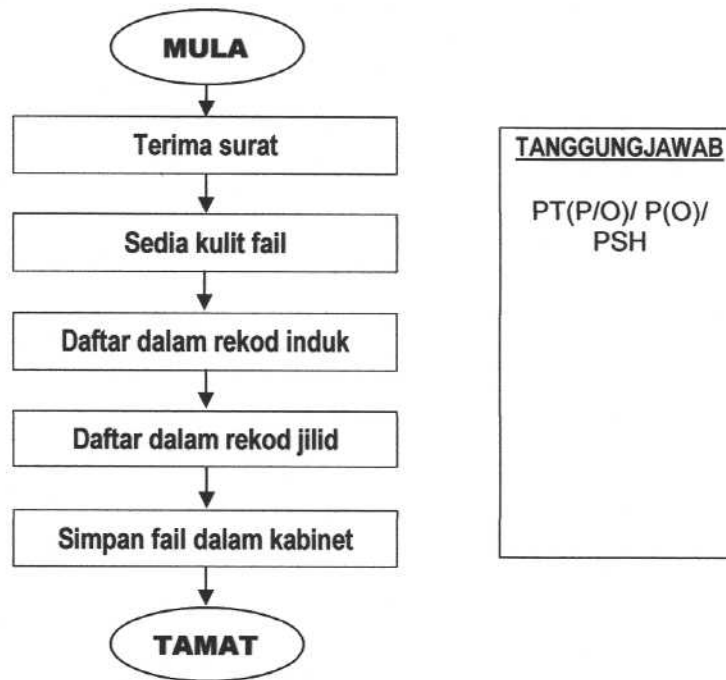 MULA
Terima surat
Sedia kulit fail
Daftar dalam rekod induk
Daftar dalam rekod jilid
Simpan fail dalam kabinet
TAMAT
TANGGUNGJAWAB
PT(P/O)/ P(O)/
PSH